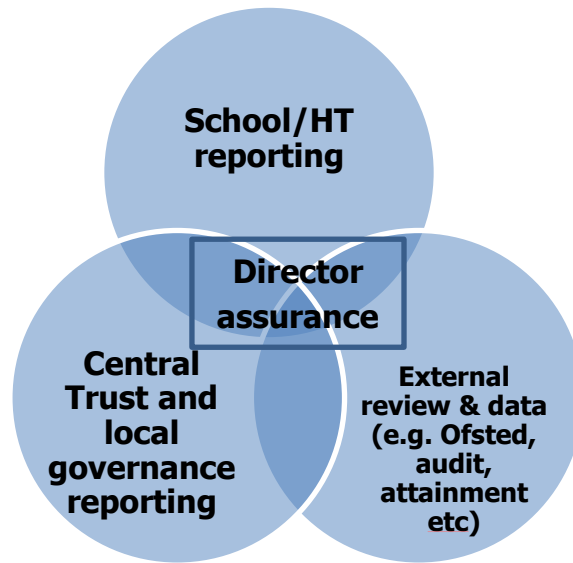 School/HT
reporting
Director
assurance
Central
Trust and
local
governance
reporting
External
review & data
(e.g. Ofsted,
audit,
attainment
etc)